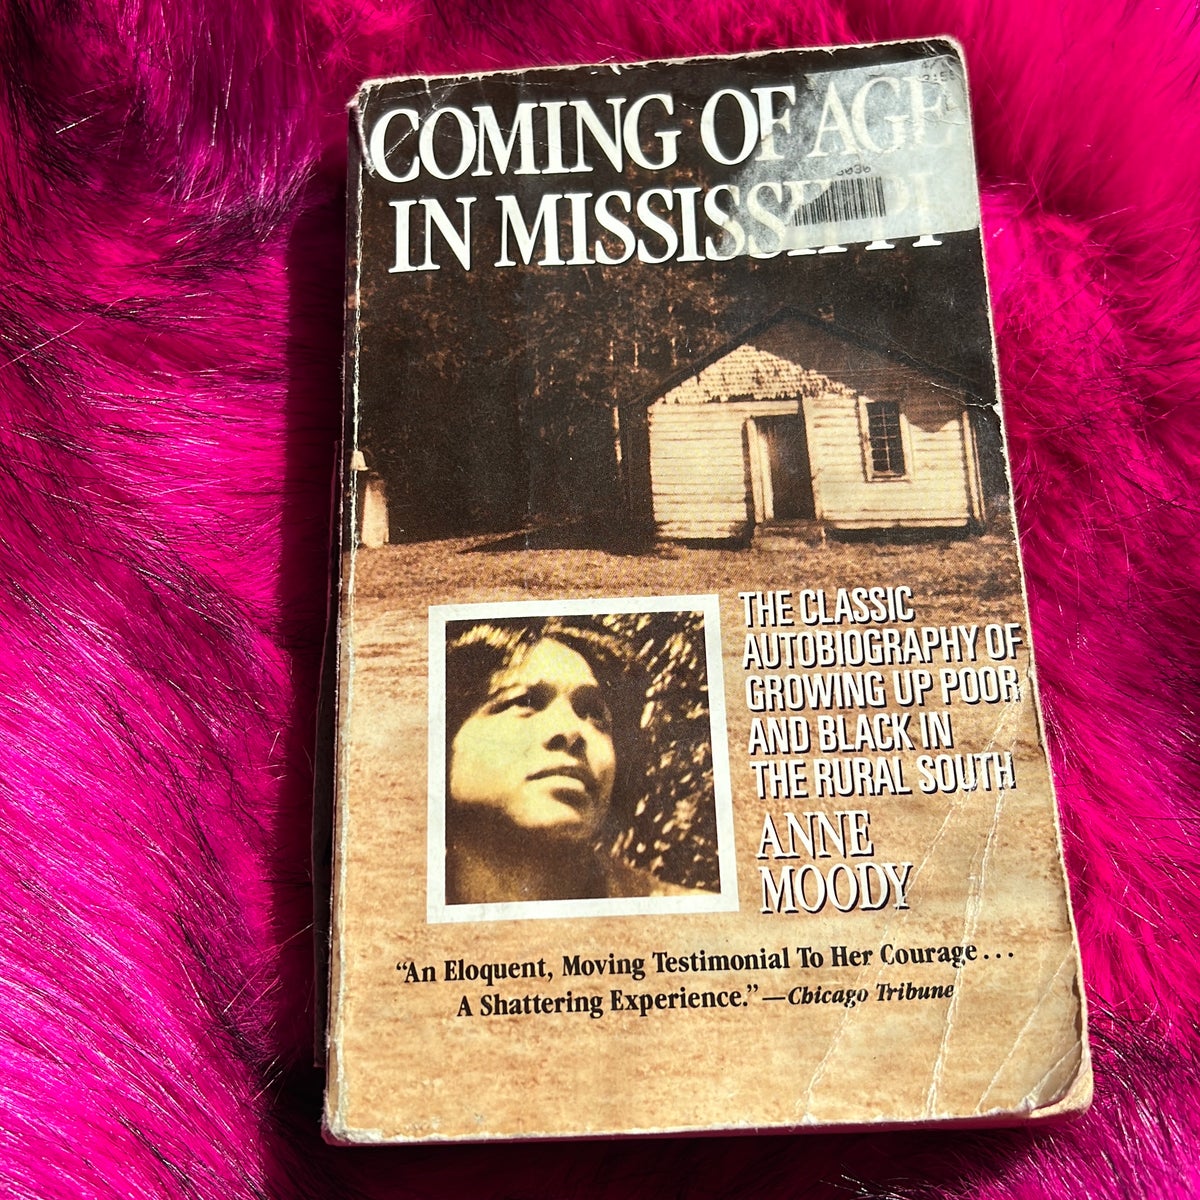 COMING OF AGE
IN MISSISSIPPI
THE CLASSIC
AUTOBIOGRAPHY OF
GROWING UP POOR
AND BLACK IN
THE RURAL SOUTH
ANNE
MOODY
“An Eloquent, Moving Testimonial To Her Courage...
A Shattering Experience.”—Chicago Tribune